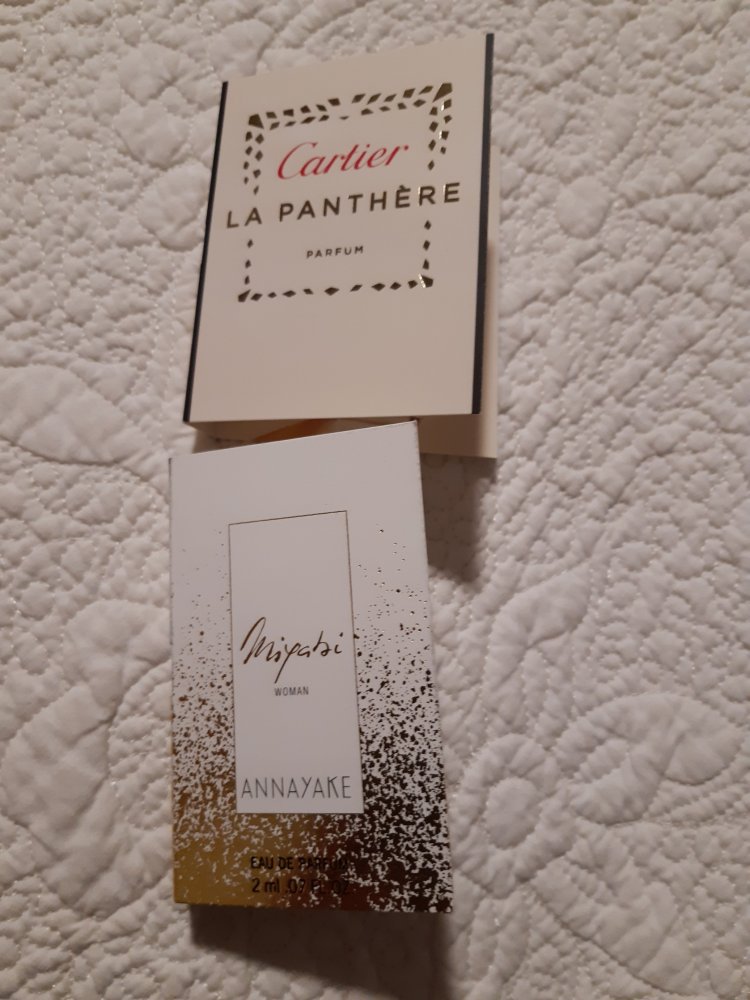 Cartier
LA PANTHÈRE
PARFUM
Miyabi
WOMAN
ANNAYAKE
EAU DE PARFUM
2 ml .07 FL OZ